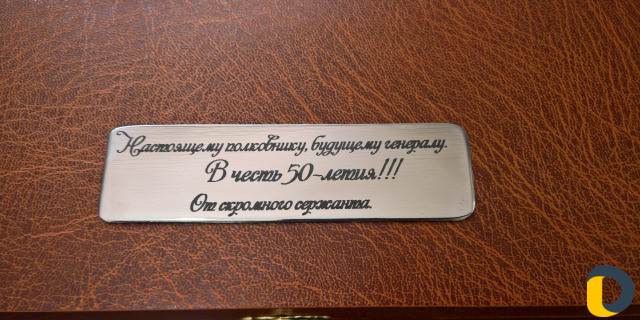 Настоящему полковнику, будущему генералу.
В честь 50-летия!!!
От скромного сержанта.